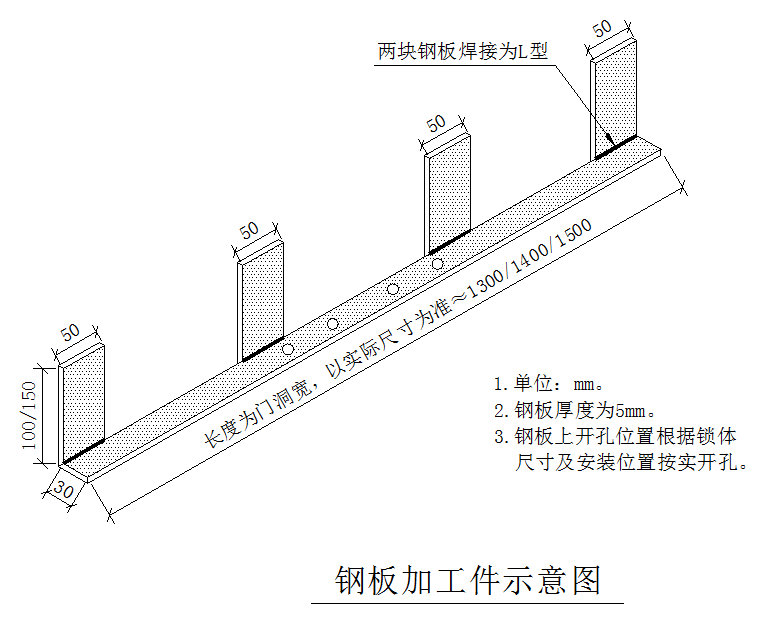 50
两块钢板焊接为L型
50
50
50
100/150
30
长度为门洞宽，以实际尺寸为准≈1300/1400/1500
1.单位：mm。
2.钢板厚度为5mm。
3.钢板上开孔位置根据锁体
尺寸及安装位置按实开孔。
钢板加工件示意图